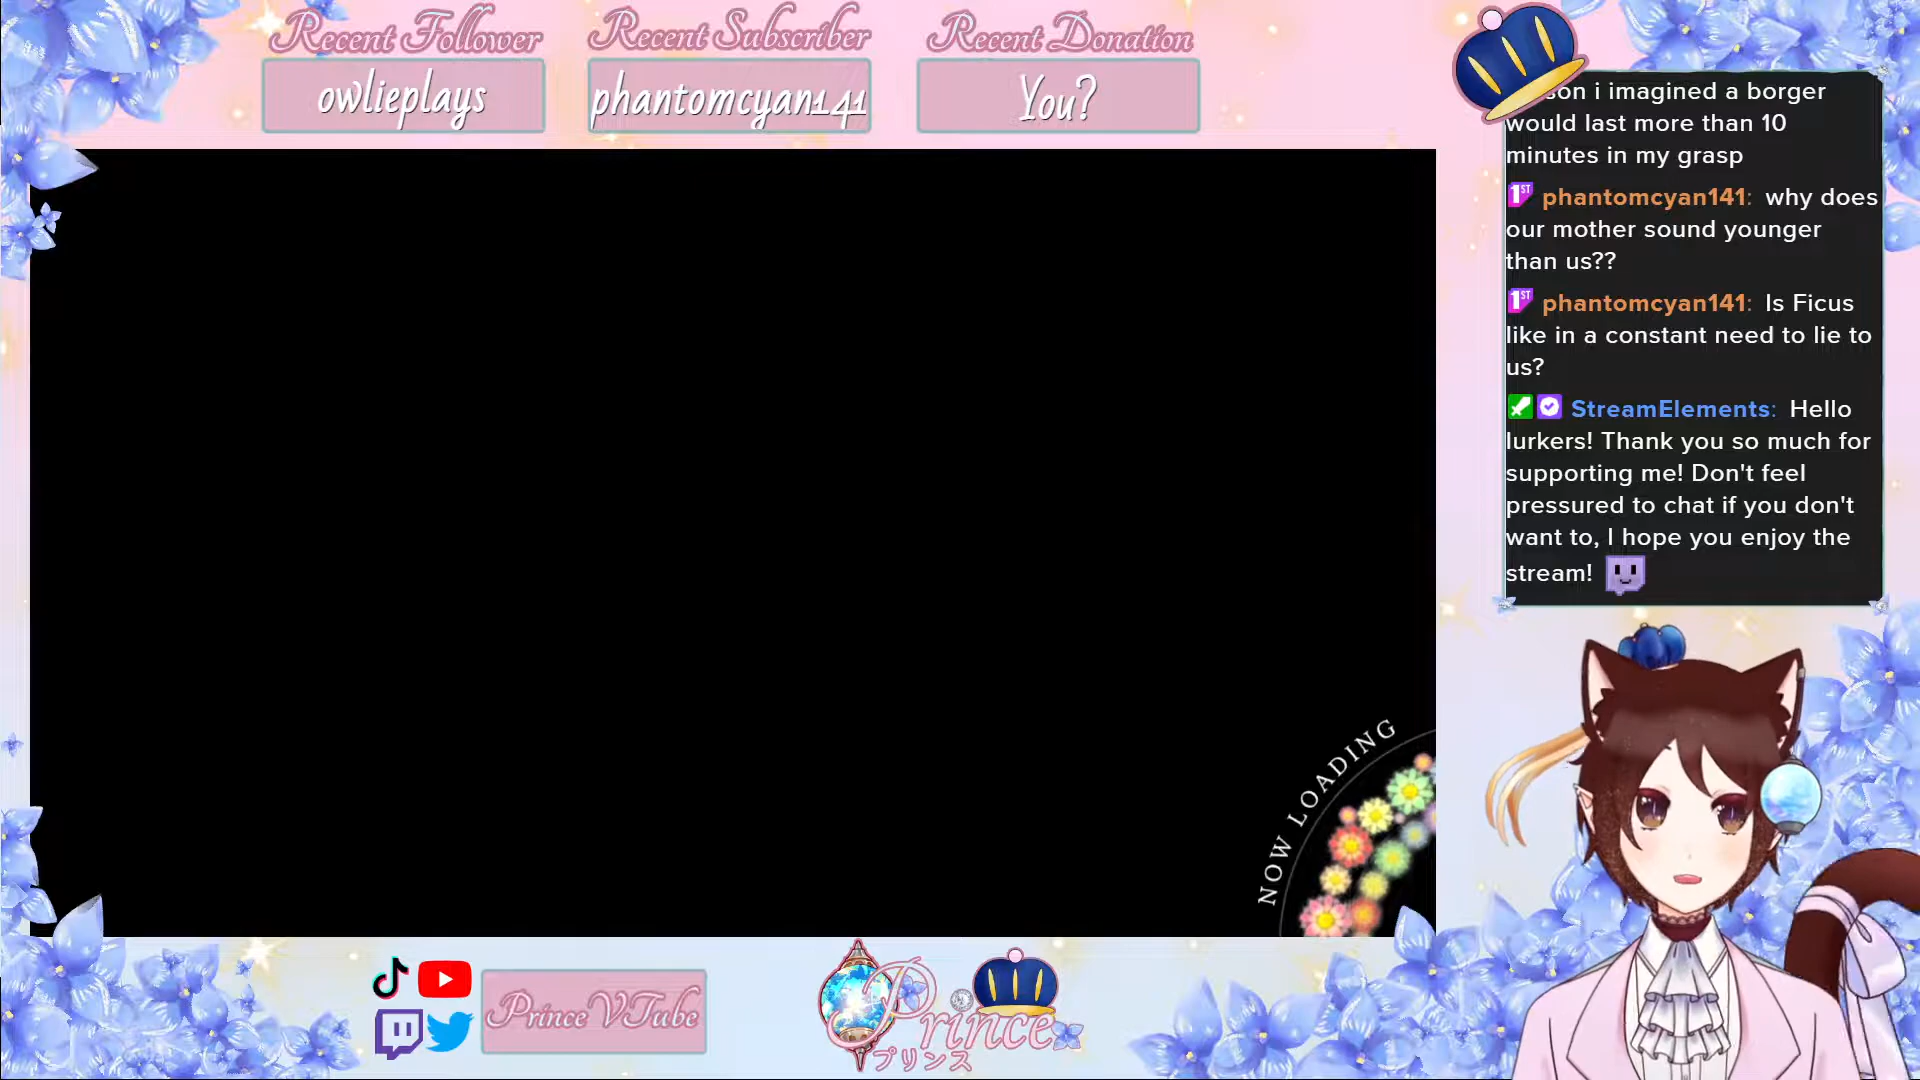 Recent Follower
owlieplays
Recent Subscriber
phantomcyan141
Recent Donation
You?
son i imagined a borger
would last more than 10
minutes in my grasp
1ST phantomcyan141: why does
our mother sound younger
than us??
1ST phantomcyan141: Is Ficus
like in a constant need to lie to
us?
StreamElements: Hello
lurkers! Thank you so much for
supporting me! Don't feel
pressured to chat if you don't
want to, I hope you enjoy the
stream!
NOW LOADING
Prince VTube
Prince
プリンス